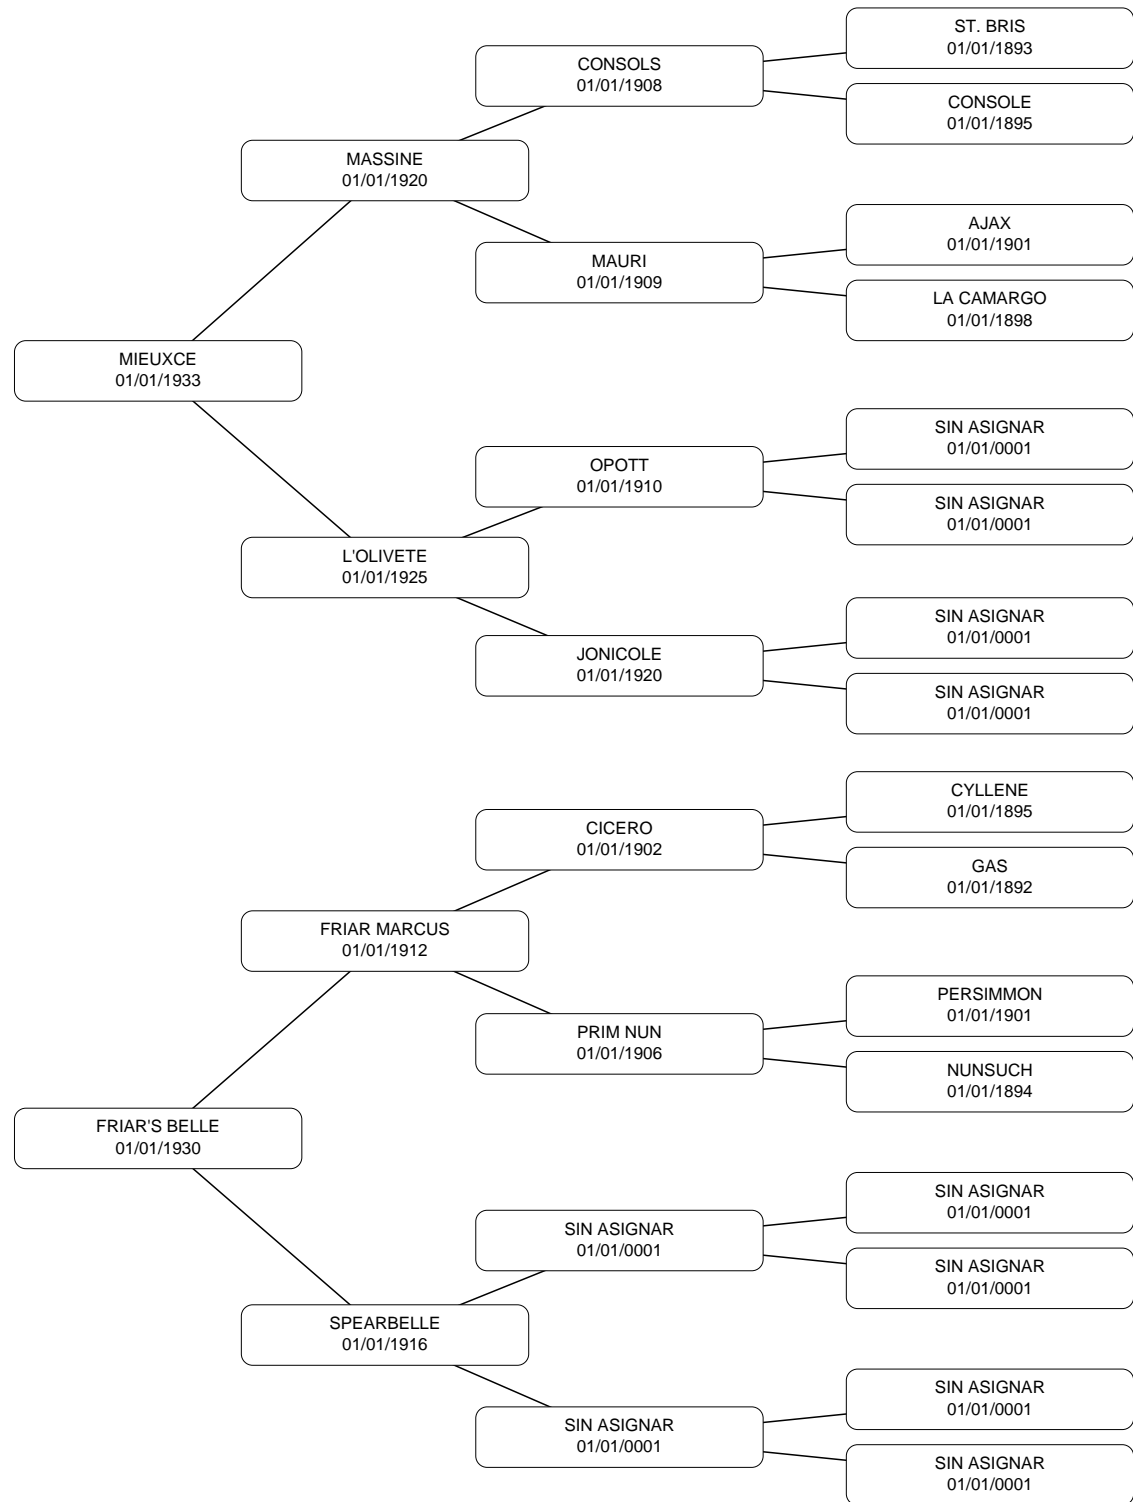 ST. BRIS
01/01/1893
CONSOLS
01/01/1908
CONSOLE
01/01/1895
MASSINE
01/01/1920
AJAX
01/01/1901
MAURI
01/01/1909
LA CAMARGO
01/01/1898
MIEUXCE
01/01/1933
SIN ASIGNAR
01/01/0001
OPOTT
01/01/1910
SIN ASIGNAR
01/01/0001
L'OLIVETE
01/01/1925
SIN ASIGNAR
01/01/0001
JONICOLE
01/01/1920
SIN ASIGNAR
01/01/0001
CYLLENE
01/01/1895
CICERO
01/01/1902
GAS
01/01/1892
FRIAR MARCUS
01/01/1912
PERSIMMON
01/01/1901
PRIM NUN
01/01/1906
NUNSUCH
01/01/1894
FRIAR'S BELLE
01/01/1930
SIN ASIGNAR
01/01/0001
SIN ASIGNAR
01/01/0001
SIN ASIGNAR
01/01/0001
SPEARBELLE
01/01/1916
SIN ASIGNAR
01/01/0001
SIN ASIGNAR
01/01/0001
SIN ASIGNAR
01/01/0001